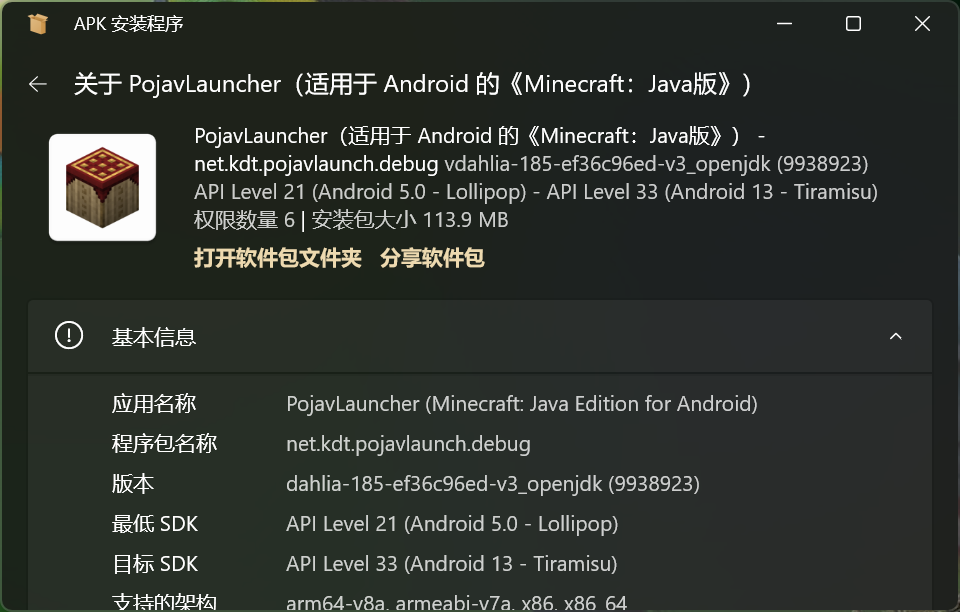 APK 安装程序
关于 PojavLauncher（适用于 Android 的《Minecraft：Java版》）
PojavLauncher（适用于 Android 的《Minecraft：Java版》） -
net.kdt.pojavlaunch.debug vdahlia-185-ef36c96ed-v3_openjdk (9938923)
API Level 21 (Android 5.0 - Lollipop) - API Level 33 (Android 13 - Tiramisu)
权限数量 6 | 安装包大小 113.9 MB
打开软件包文件夹 分享软件包
基本信息
应用名称 PojavLauncher (Minecraft: Java Edition for Android)
程序包名称 net.kdt.pojavlaunch.debug
版本 dahlia-185-ef36c96ed-v3_openjdk (9938923)
最低 SDK API Level 21 (Android 5.0 - Lollipop)
目标 SDK API Level 33 (Android 13 - Tiramisu)
支持的架构 arm64-v8a, armeabi-v7a, x86, x86_64